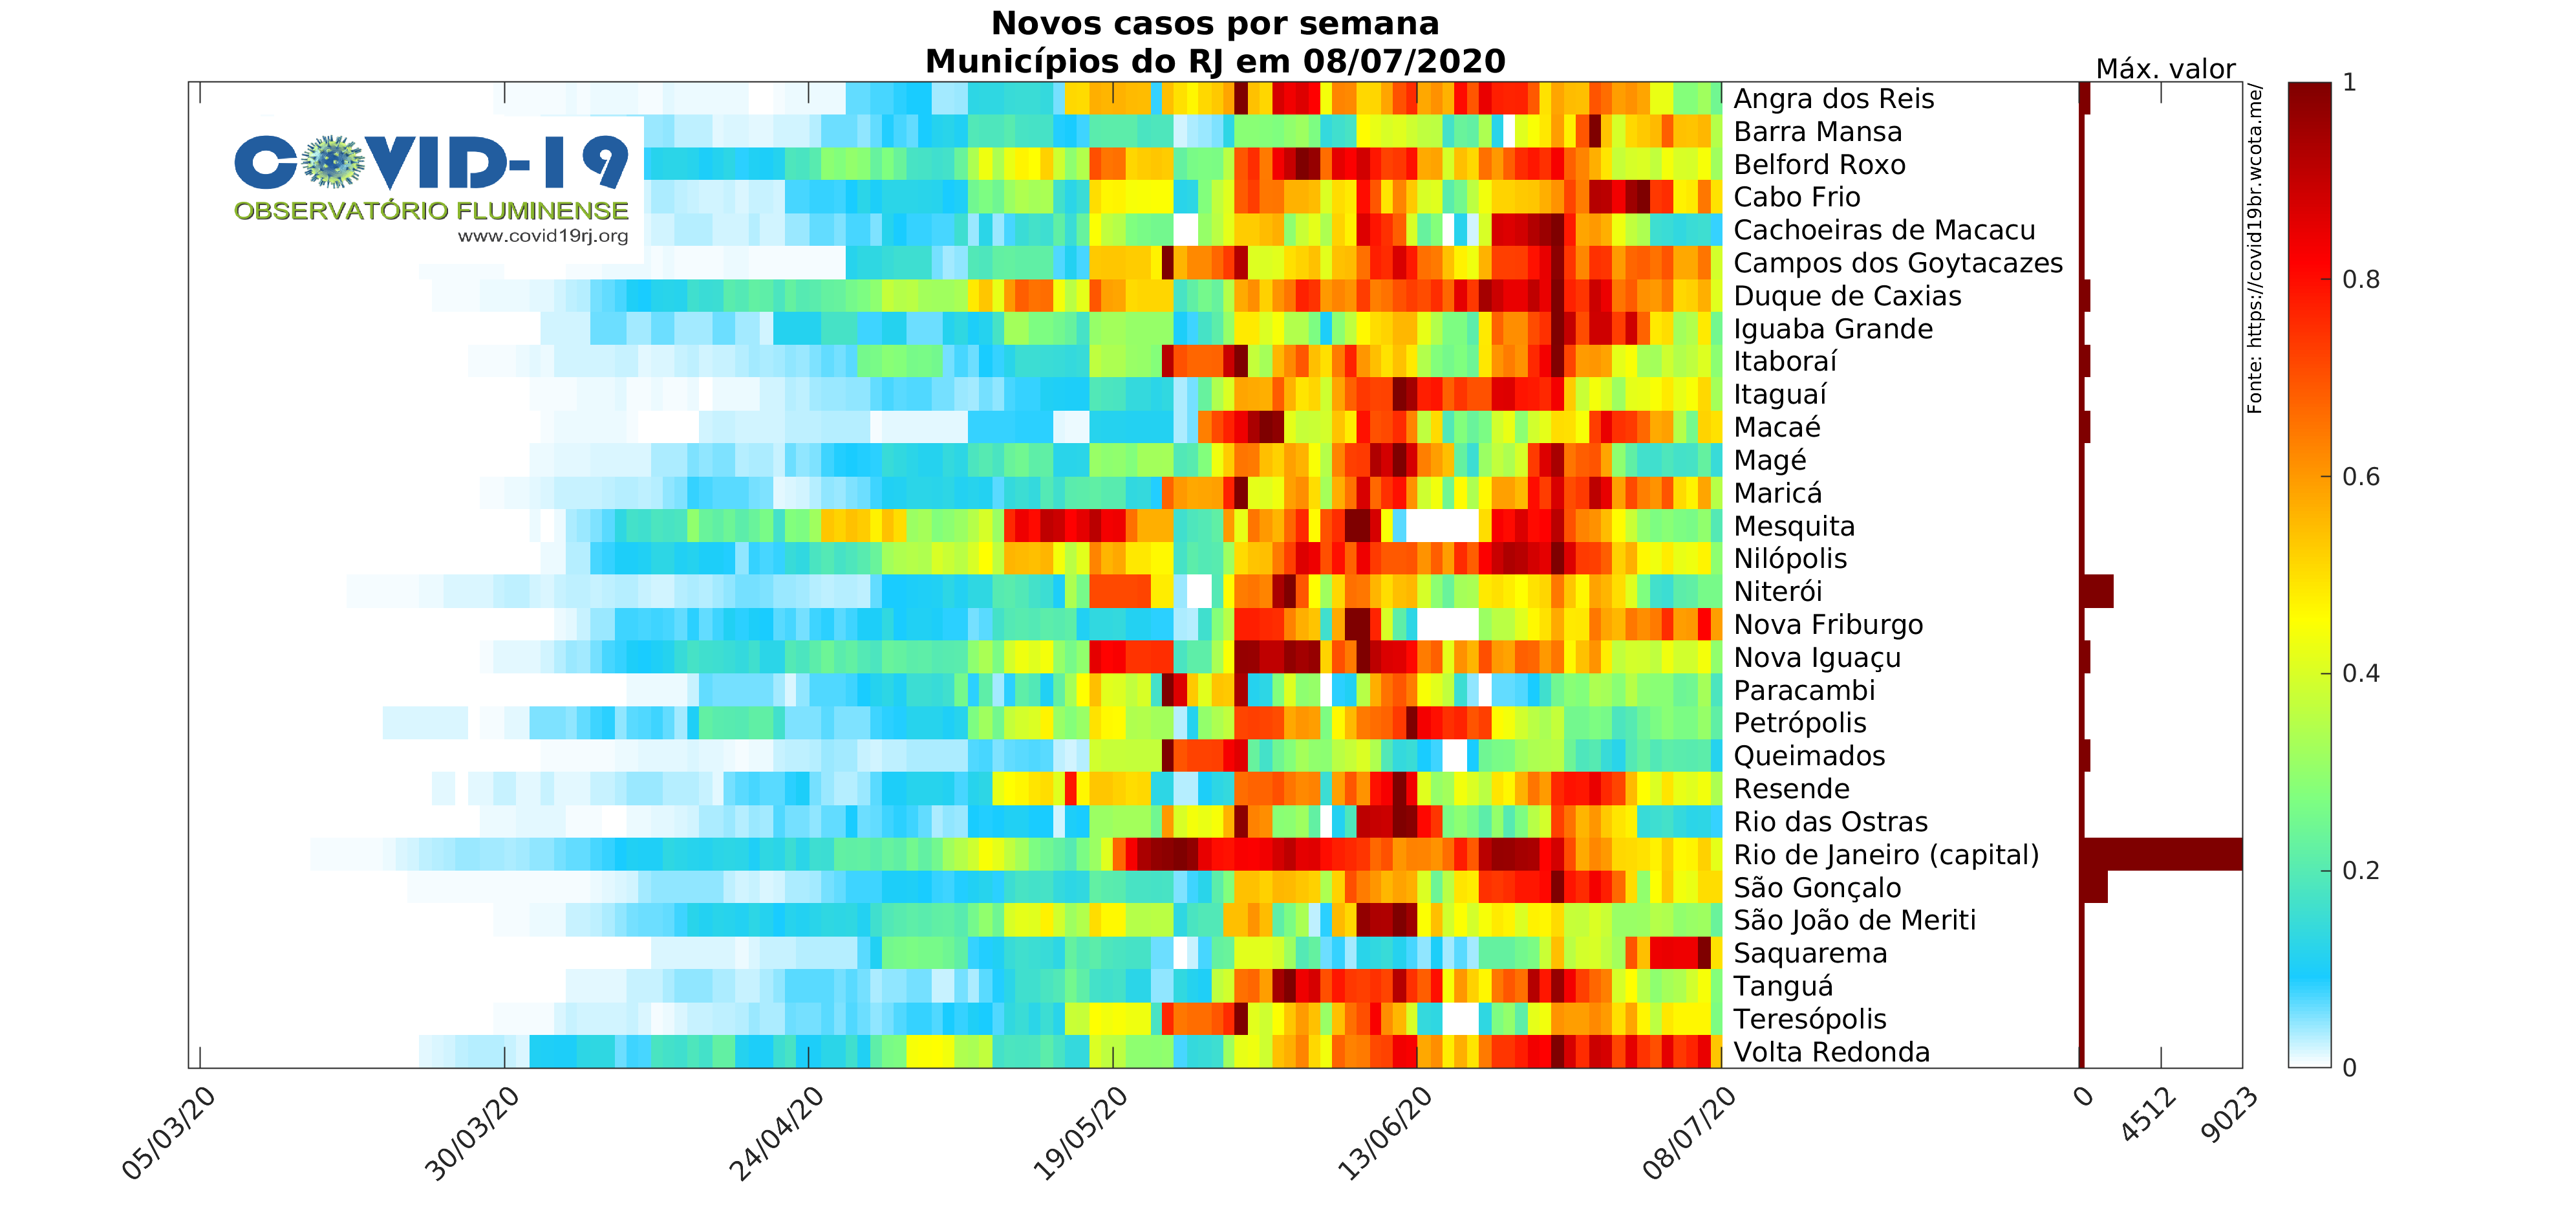 Novos casos por semana
Municípios do RJ em 08/07/2020
Máx. valor
COVID-19
OBSERVATÓRIO FLUMINENSE
www.covid19rj.org
Angra dos Reis
Barra Mansa
Belford Roxo
Cabo Frio
Cachoeiras de Macacu
Campos dos Goytacazes
Duque de Caxias
Iguaba Grande
Itaboraí
Itaguaí
Macaé
Magé
Maricá
Mesquita
Nilópolis
Niterói
Nova Friburgo
Nova Iguaçu
Paracambi
Petrópolis
Queimados
Resende
Rio das Ostras
Rio de Janeiro (capital)
São Gonçalo
São João de Meriti
Saquarema
Tanguá
Teresópolis
Volta Redonda
Fonte: https://covid19br.wcota.me/
1
0.8
0.6
0.4
0.2
0
05/03/20
30/03/20
24/04/20
19/05/20
13/06/20
08/07/20
0
4512
9023